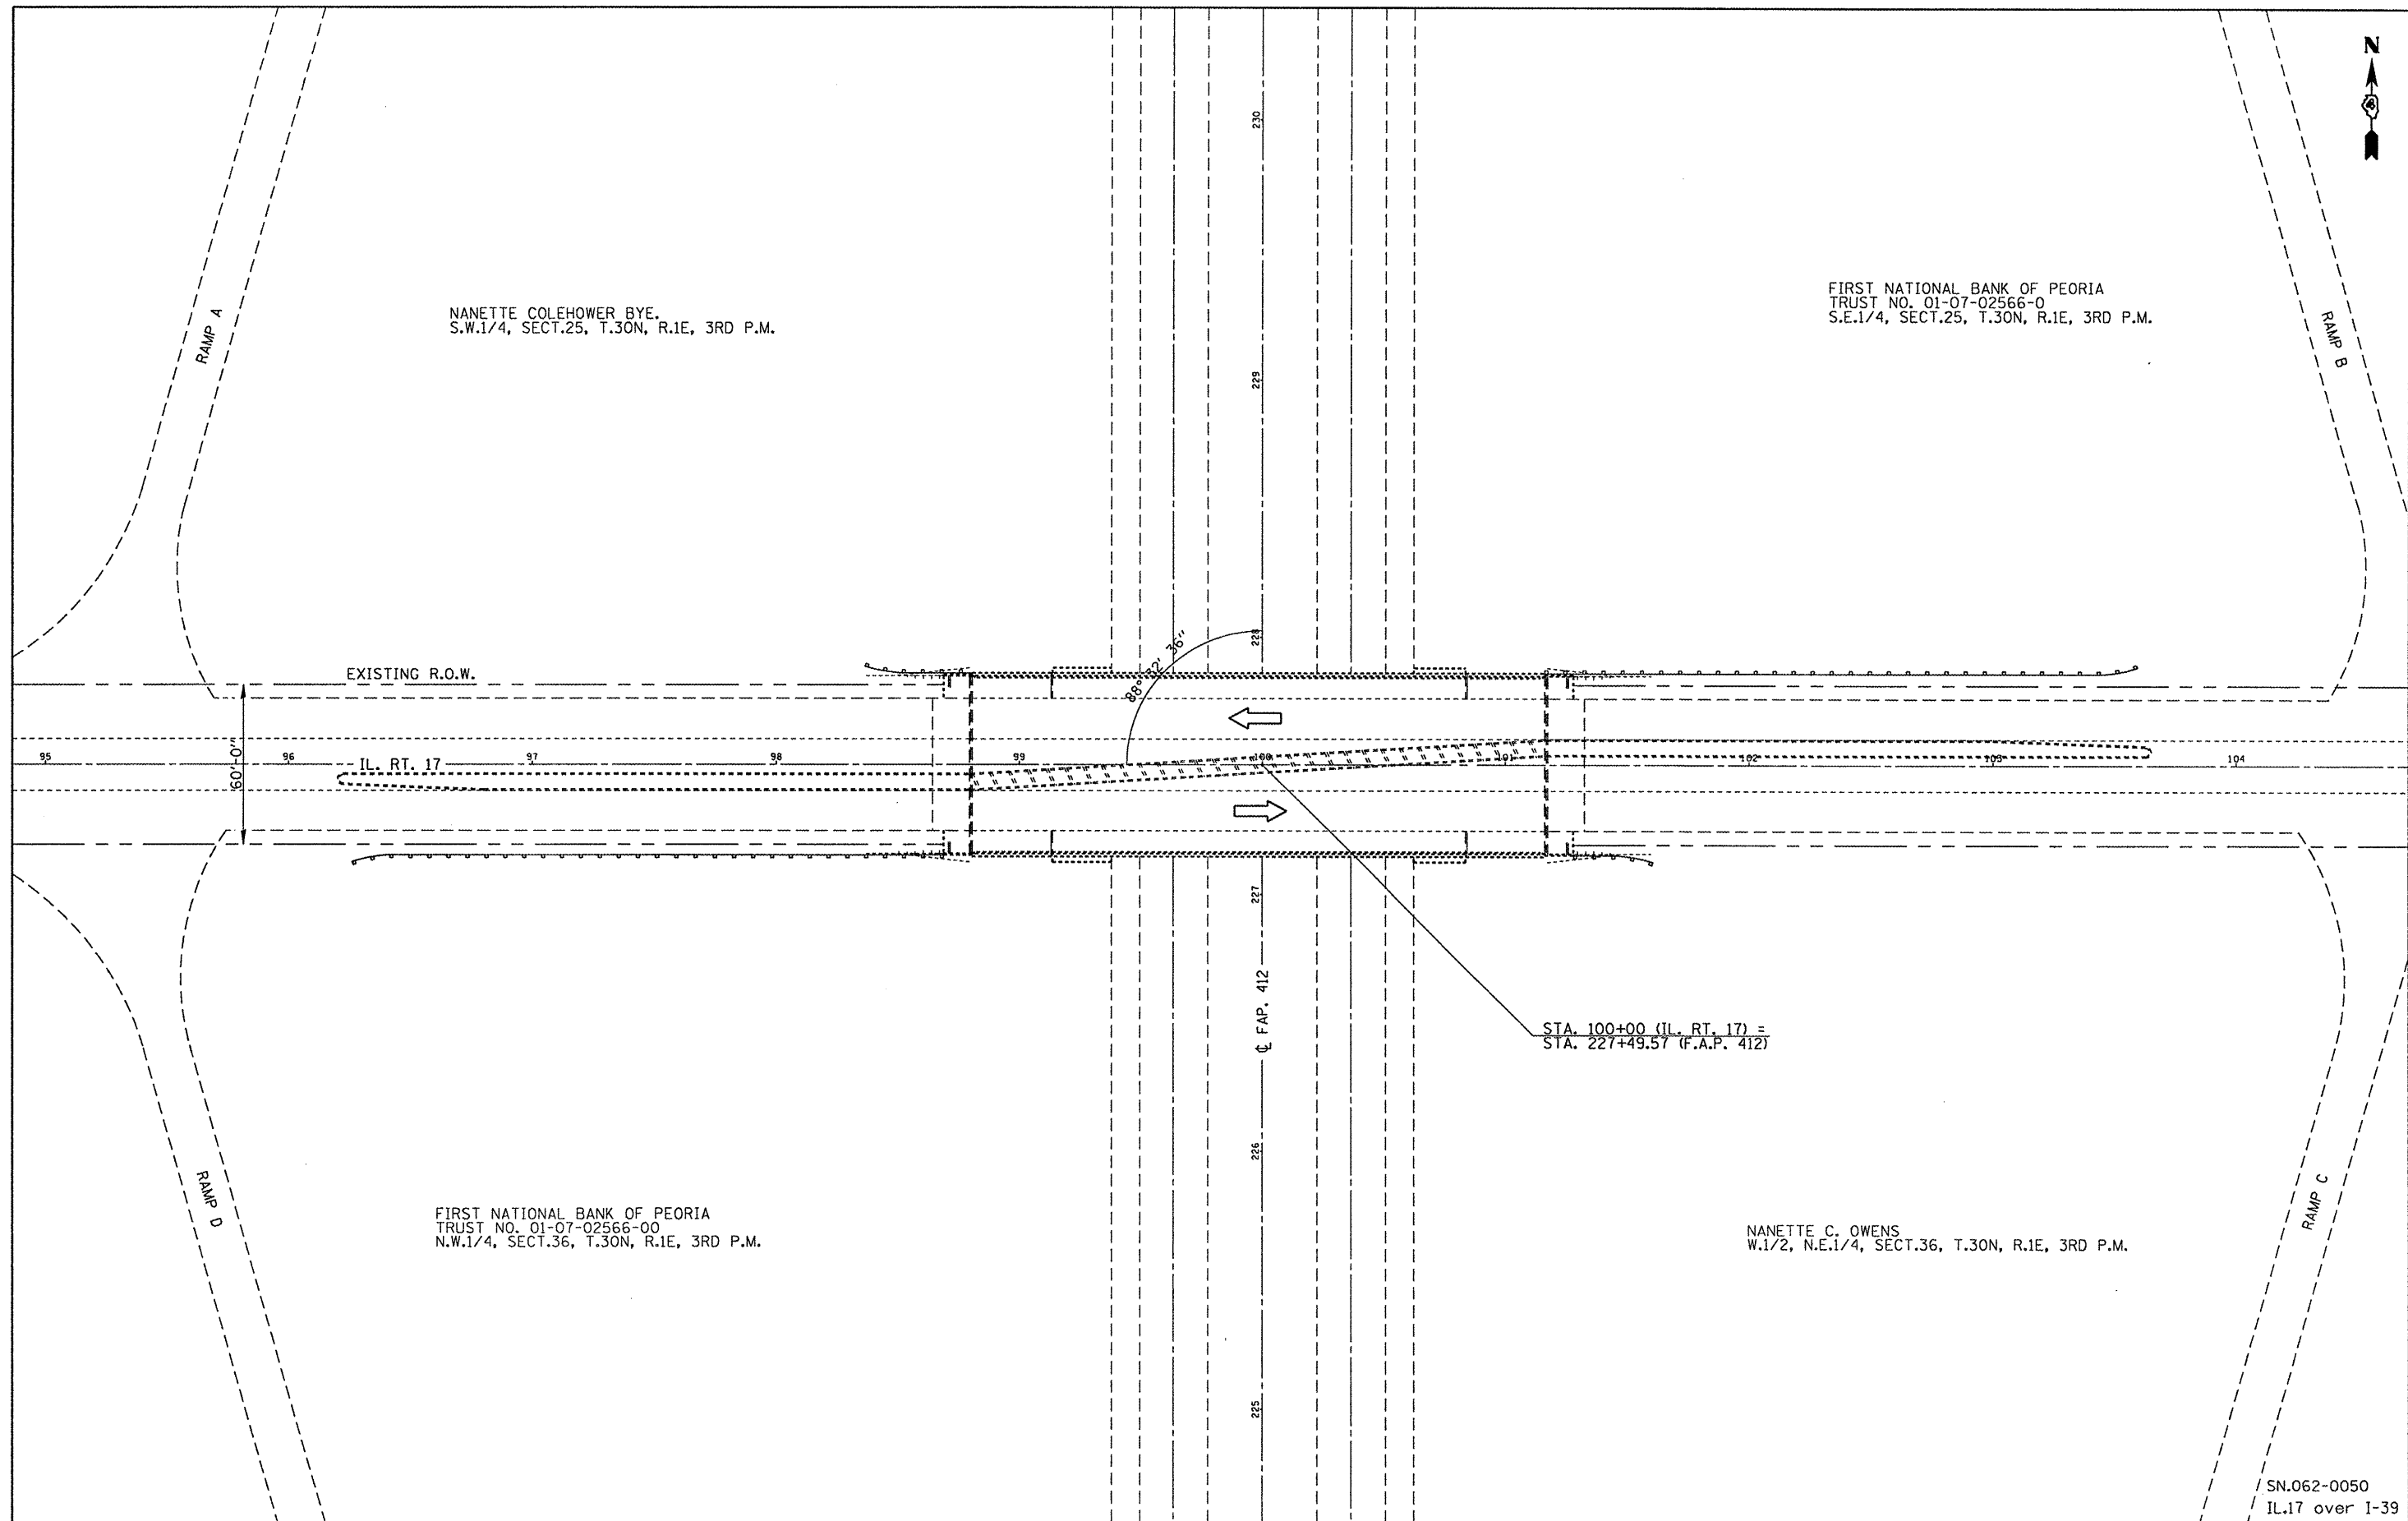 N
230
NANETTE COLEHOWER BYE.
S.W.1/4, SECT.25, T.30N, R.1E, 3RD P.M.
FIRST NATIONAL BANK OF PEORIA
TRUST NO. 01-07-02566-0
S.E.1/4, SECT.25, T.30N, R.1E, 3RD P.M.
RAMP A
RAMP B
229
228
88° 32' 36"
EXISTING R.O.W.
60'-0"
95
96
IL. RT. 17
97
98
99
100
101
102
103
104
227
℄ FAP. 412
STA. 100+00 (IL. RT. 17) =
STA. 227+49.57 (F.A.P. 412)
226
RAMP D
RAMP C
FIRST NATIONAL BANK OF PEORIA
TRUST NO. 01-07-02566-00
N.W.1/4, SECT.36, T.30N, R.1E, 3RD P.M.
NANETTE C. OWENS
W.1/2, N.E.1/4, SECT.36, T.30N, R.1E, 3RD P.M.
225
SN.062-0050
IL.17 over I-39